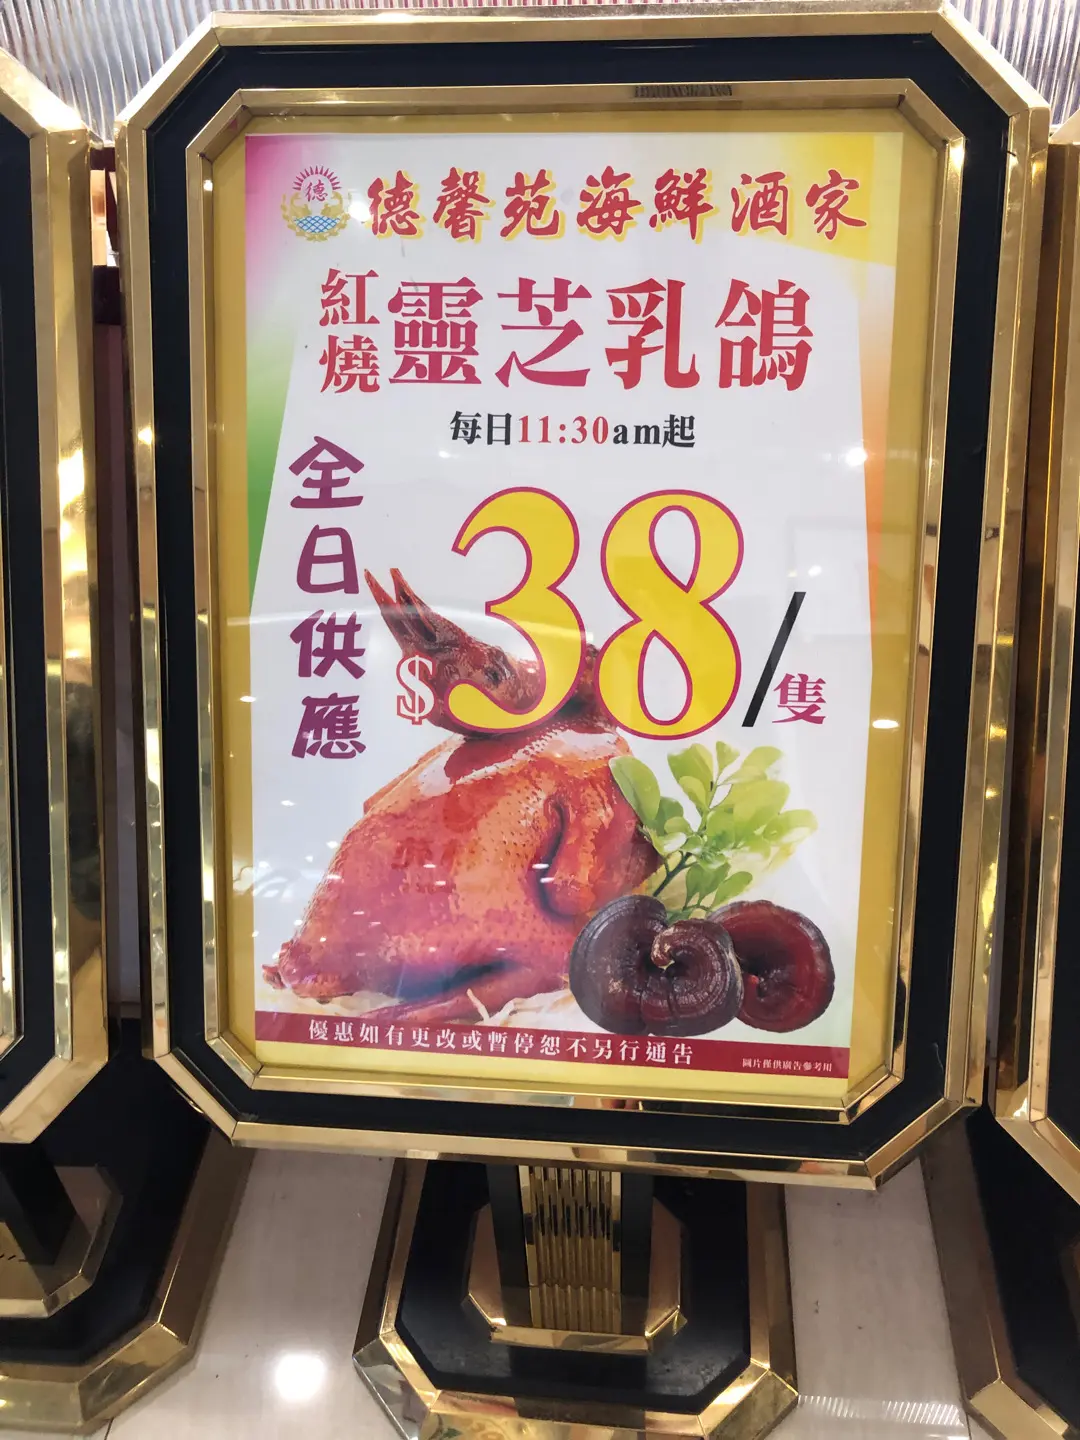 德
德馨苑海鮮酒家
紅燒靈芝乳鴿
每日11:30am起
全日供應
$38/隻
優惠如有更改或暫停恕不另行通告
圖片僅供廣告參考用